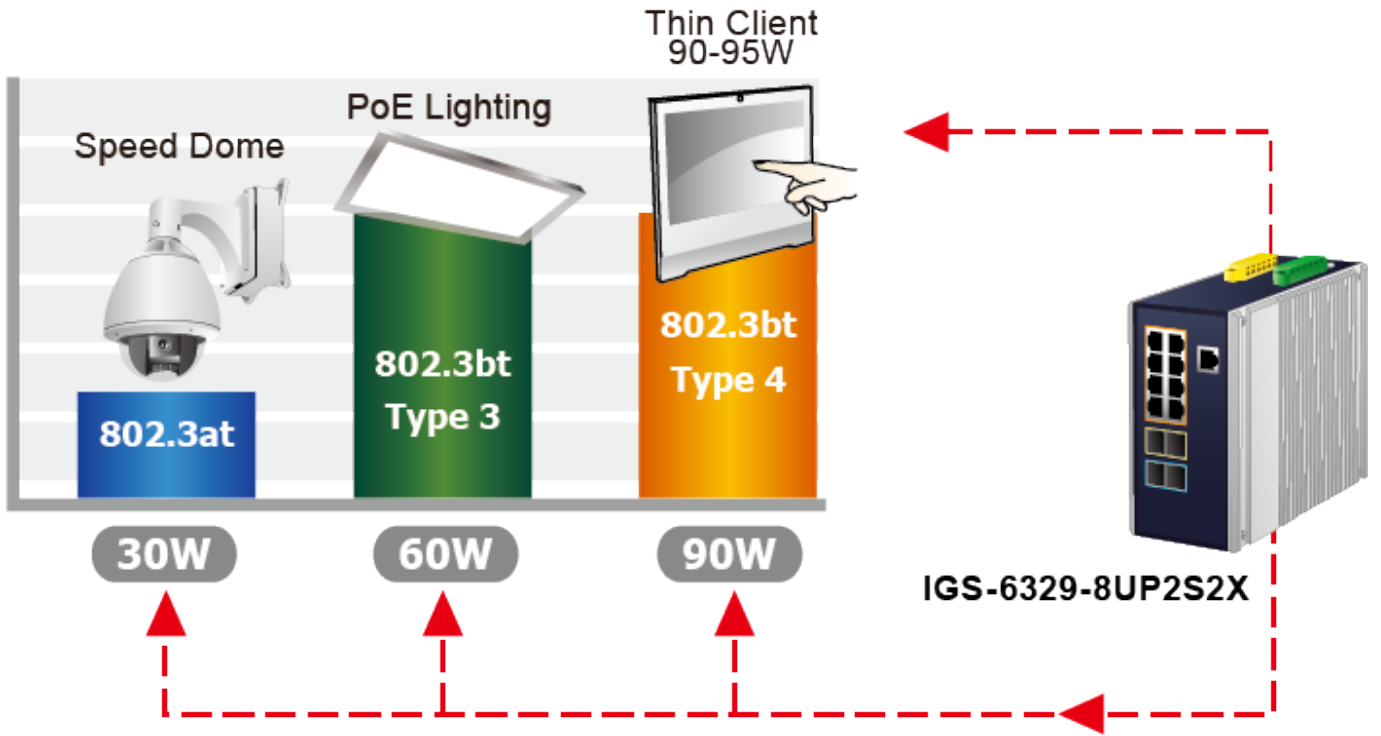 Thin Client
90-95W
PoE Lighting
Speed Dome
802.3at
802.3bt
Type 3
802.3bt
Type 4
30W
60W
90W
IGS-6329-8UP2S2X